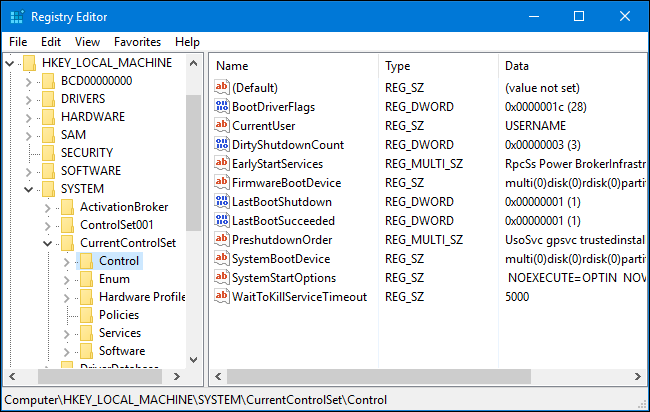 Registry Editor
File Edit View Favorites Help
HKEY_LOCAL_MACHINE
BCD00000000
DRIVERS
HARDWARE
SAM
SECURITY
SOFTWARE
SYSTEM
ActivationBroker
ControlSet001
CurrentControlSet
Control
Enum
Hardware Profile
Policies
Services
Software
DriverDatabase
Name Type Data
(Default) REG_SZ (value not set)
BootDriverFlags REG_DWORD 0x0000001c (28)
CurrentUser REG_SZ USERNAME
DirtyShutdownCount REG_DWORD 0x00000003 (3)
EarlyStartServices REG_MULTI_SZ RpcSs Power BrokerInfrastr
FirmwareBootDevice REG_SZ multi(0)disk(0)rdisk(0)parti
LastBootShutdown REG_DWORD 0x00000001 (1)
LastBootSucceeded REG_DWORD 0x00000001 (1)
PreshutdownOrder REG_MULTI_SZ UsoSvc gpsvc trustedinstal
SystemBootDevice REG_SZ multi(0)disk(0)rdisk(0)parti
SystemStartOptions REG_SZ NOEXECUTE=OPTIN NOV
WaitToKillServiceTimeout REG_SZ 5000
Computer\HKEY_LOCAL_MACHINE\SYSTEM\CurrentControlSet\Control